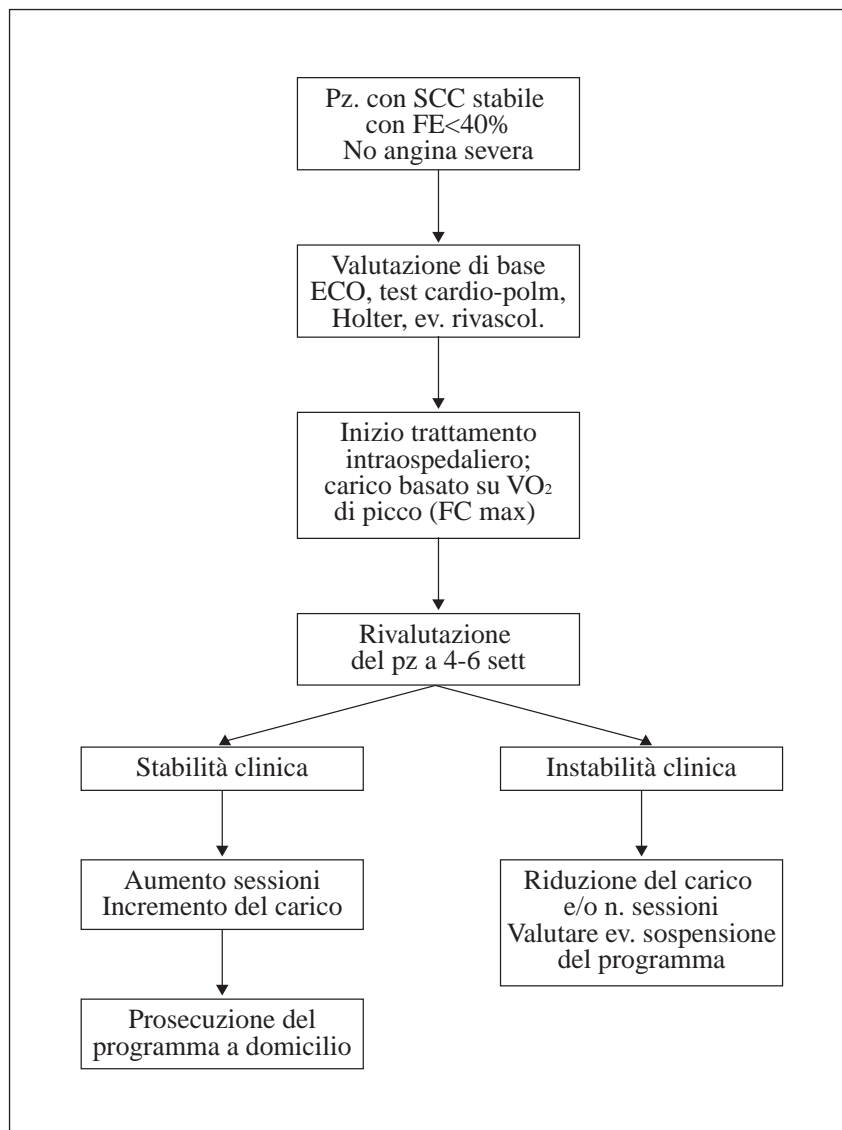 Pz. con SCC stabile
con FE<40%
No angina severa
Valutazione di base
ECO, test cardio-polm,
Holter, ev. rivascol.
Inizio trattamento
intraospedaliero;
carico basato su VO₂
di picco (FC max)
Rivalutazione
del pz a 4-6 sett
Stabilità clinica
Instabilità clinica
Aumento sessioni
Incremento del carico
Riduzione del carico
e/o n. sessioni
Valutare ev. sospensione
del programma
Prosecuzione del
programma a domicilio